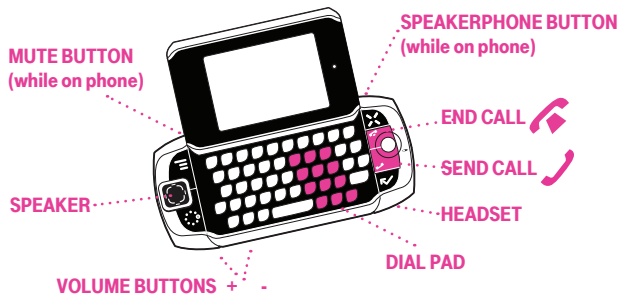 SPEAKERPHONE BUTTON
(while on phone)
MUTE BUTTON
(while on phone)
END CALL
SEND CALL
SPEAKER
HEADSET
DIAL PAD
VOLUME BUTTONS + -